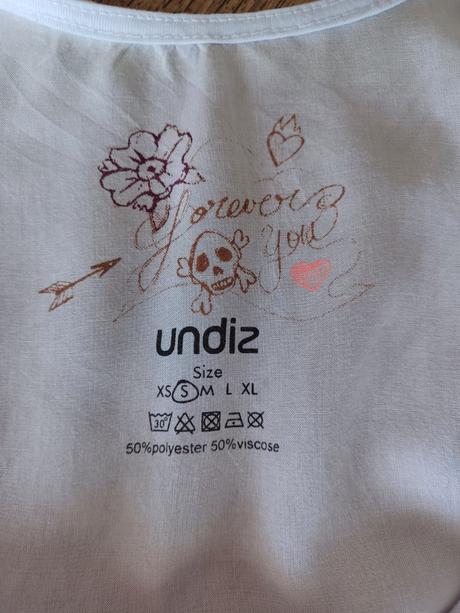 Forever
You
undiz
Size
XS S M L XL
30°
50%polyester 50%viscose